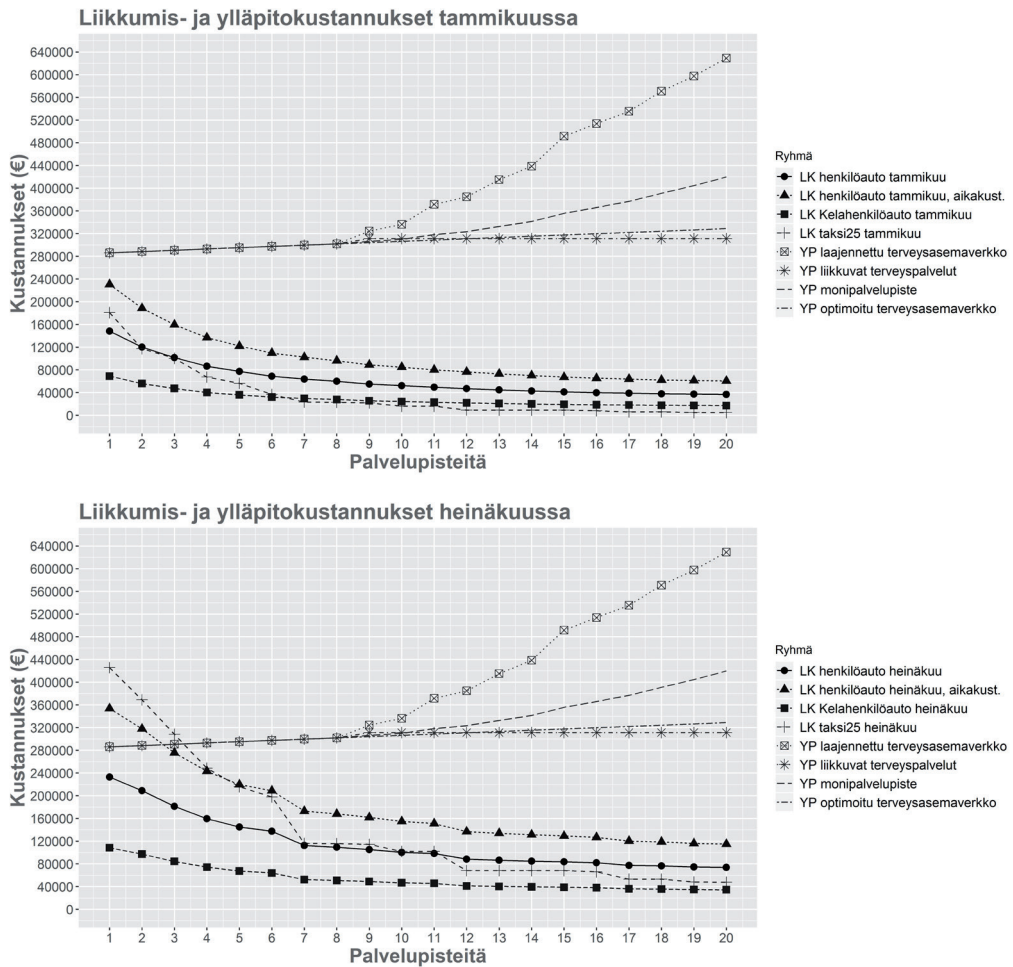 Liikkumis- ja ylläpitokustannukset tammikuussa
Kustannukset (€)
640000
600000
560000
520000
480000
440000
400000
360000
320000
280000
240000
200000
160000
120000
80000
40000
0
1 2 3 4 5 6 7 8 9 10 11 12 13 14 15 16 17 18 19 20
Palvelupisteitä
Ryhmä
LK henkilöauto tammikuu
LK henkilöauto tammikuu, aikakust.
LK Kelahenkilöauto tammikuu
LK taksi25 tammikuu
YP laajennettu terveysasemaverkko
YP liikkuvat terveyspalvelut
YP monipalvelupiste
YP optimoitu terveysasemaverkko
Liikkumis- ja ylläpitokustannukset heinäkuussa
Kustannukset (€)
640000
600000
560000
520000
480000
440000
400000
360000
320000
280000
240000
200000
160000
120000
80000
40000
0
1 2 3 4 5 6 7 8 9 10 11 12 13 14 15 16 17 18 19 20
Palvelupisteitä
Ryhmä
LK henkilöauto heinäkuu
LK henkilöauto heinäkuu, aikakust.
LK Kelahenkilöauto heinäkuu
LK taksi25 heinäkuu
YP laajennettu terveysasemaverkko
YP liikkuvat terveyspalvelut
YP monipalvelupiste
YP optimoitu terveysasemaverkko